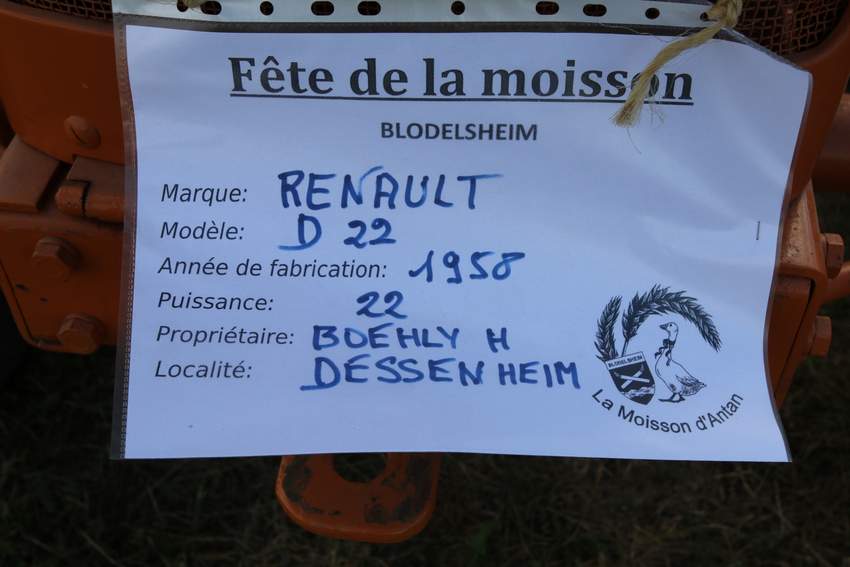 Fête de la moisson
BLODELSHEIM
Marque: RENAULT
Modèle: D 22
Année de fabrication: 1958
Puissance: 22
Propriétaire: BOEHLY H
Localité: DESSENHEIM
BLODELSHEIM
La Moisson d'Antan